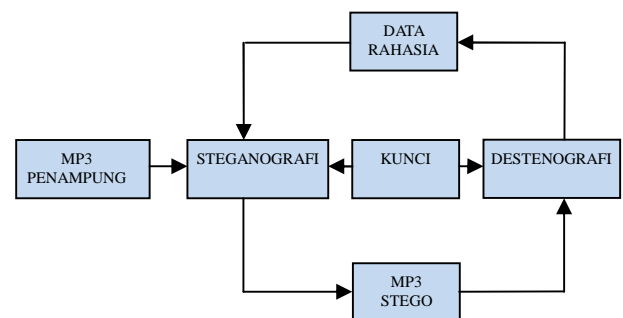 DATA
RAHASIA
MP3
PENAMPUNG
STEGANOGRAFI
KUNCI
DESTENOGRAFI
MP3
STEGO